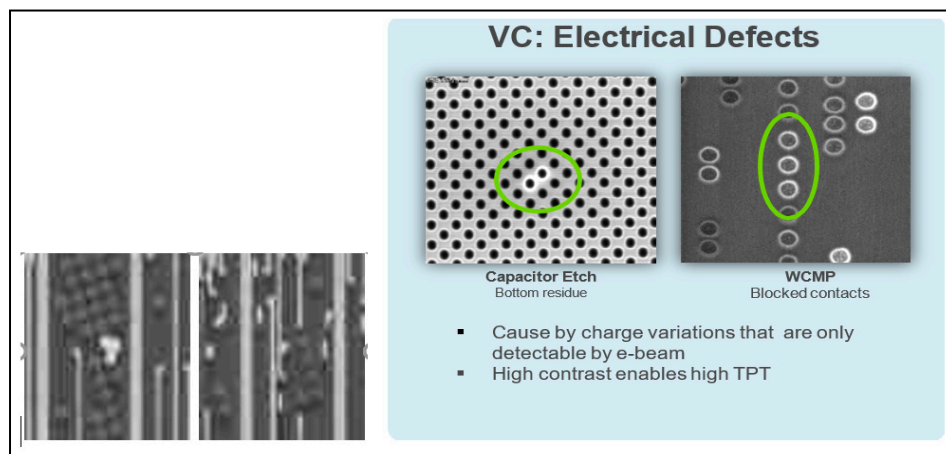 VC: Electrical Defects
Capacitor Etch
Bottom residue
WCMP
Blocked contacts
Cause by charge variations that are only
detectable by e-beam
High contrast enables high TPT